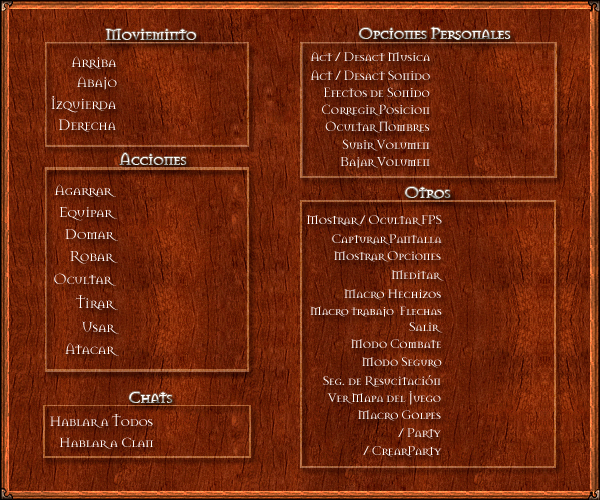 Movieminto
Arriba
Abajo
Izquierda
Derecha
Acciones
Agarrar
Equipar
Domar
Robar
Ocultar
Tirar
Usar
Atacar
Chats
Hablar a Todos
Hablar a Clan
Opciones Personales
Act / Desact Musica
Act / Desact Sonido
Efectos de Sonido
Corregir Posicion
Ocultar Nombres
Subir Volumen
Bajar Volumen
Otros
Mostrar / Ocultar FPS
Capturar Pantalla
Mostrar Opciones
Meditar
Macro Hechizos
Macro trabajo Flechas
Salir
Modo Combate
Modo Seguro
Seg. de Resucitación
Ver Mapa del Juego
Macro Golpes
/ Party
/ CrearParty